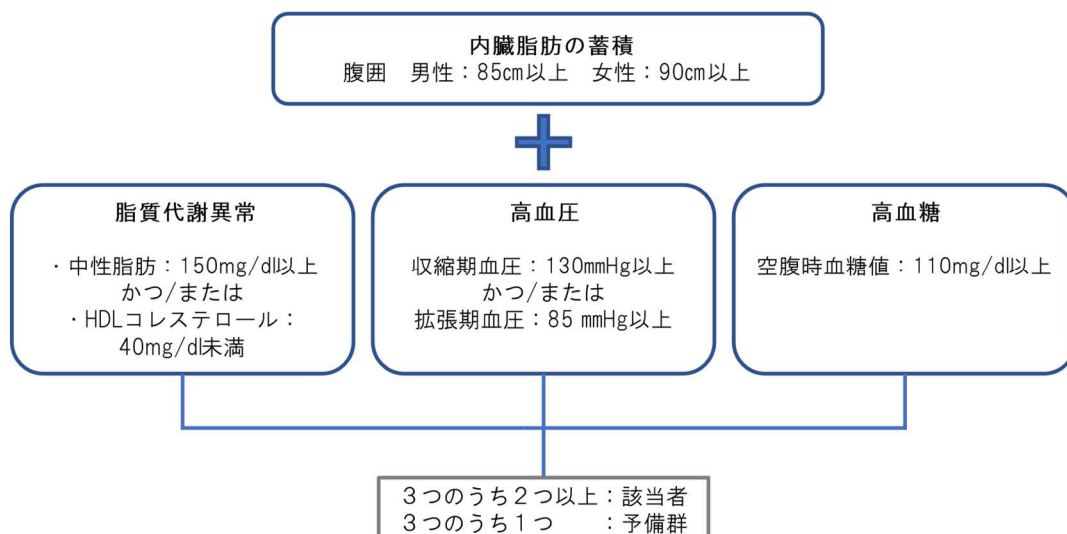 内臓脂肪の蓄積
腹囲　男性：85㎝以上　女性：90㎝以上
脂質代謝異常
・中性脂肪：150mg/㎗以上
かつ/または
・HDLコレステロール：
40mg/㎗未満
高血圧
収縮期血圧：130mmHg以上
かつ/または
拡張期血圧：85 mmHg以上
高血糖
空腹時血糖値：110mg/㎗以上
３つのうち２つ以上：該当者
３つのうち１つ　　：予備群